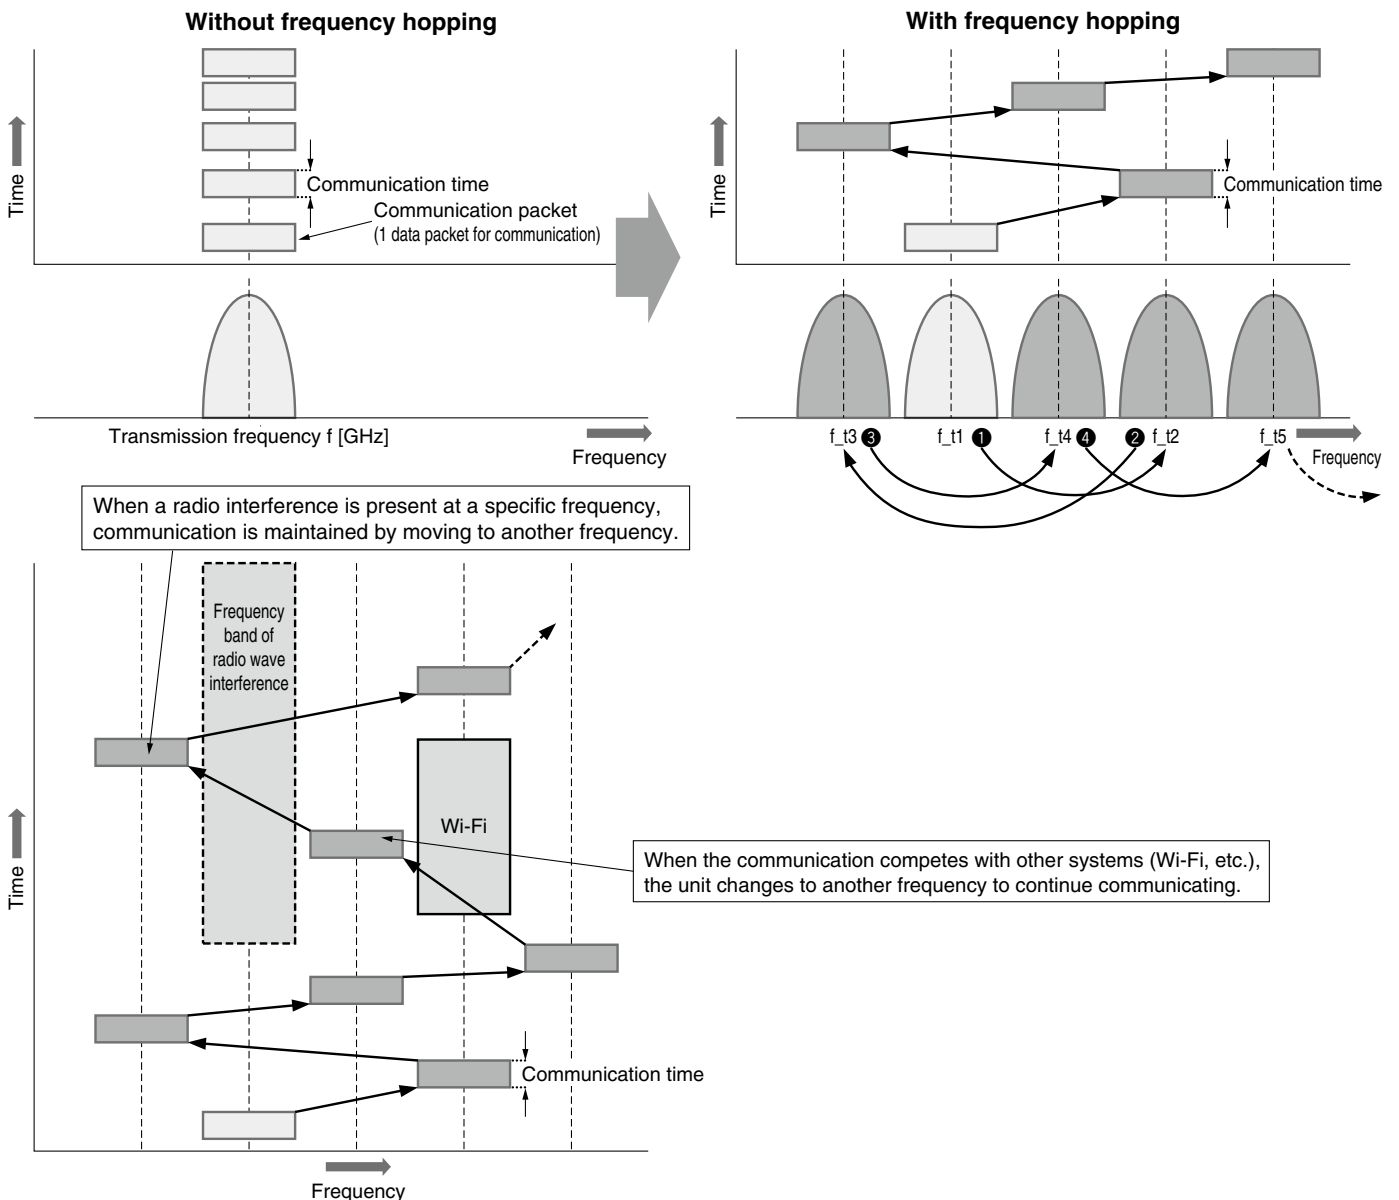 Without frequency hopping
Time
Communication time
Communication packet
(1 data packet for communication)
Transmission frequency f [GHz]
Frequency
With frequency hopping
Time
Communication time
f_t3 ❸ f_t1 ❶ f_t4 ❹ ❷ f_t2 f_t5
Frequency
When a radio interference is present at a specific frequency,
communication is maintained by moving to another frequency.
Frequency
band of
radio wave
interference
Wi-Fi
When the communication competes with other systems (Wi-Fi, etc.),
the unit changes to another frequency to continue communicating.
Time
Communication time
Frequency